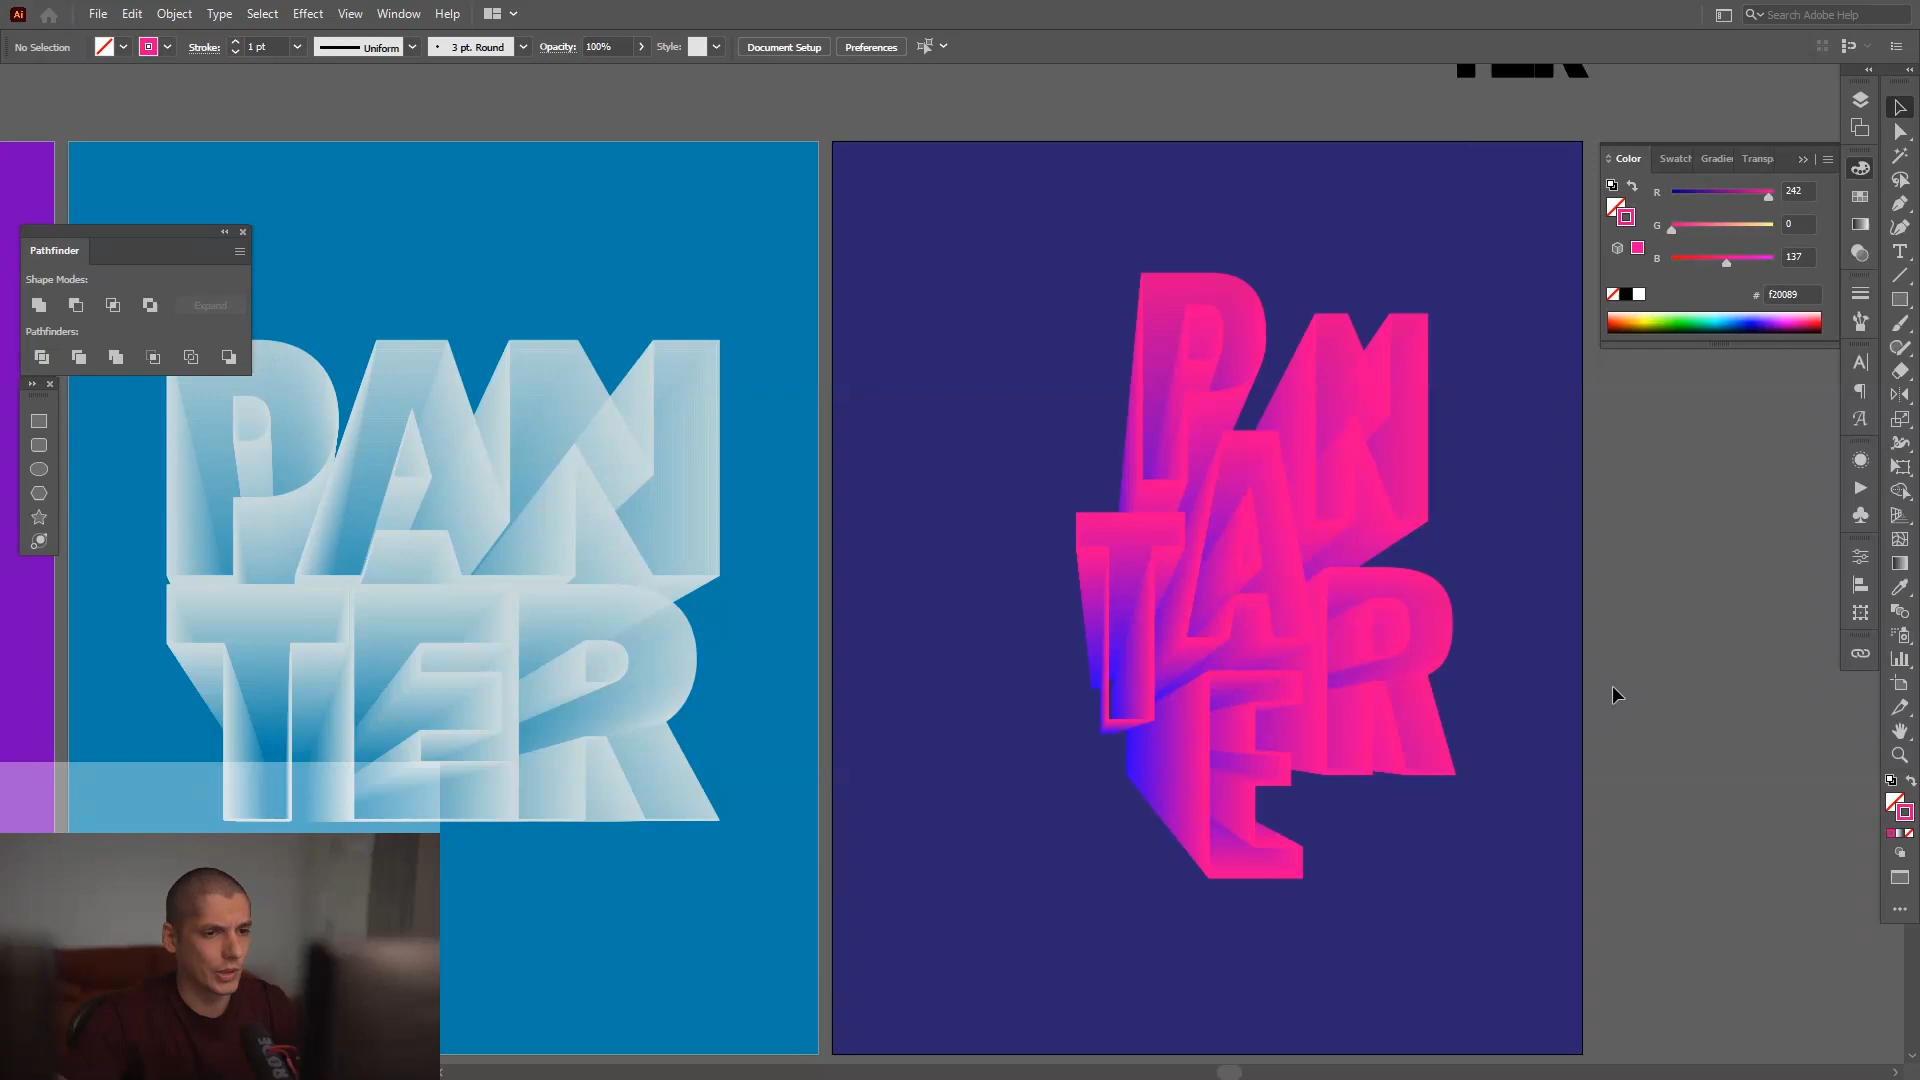 Ai File Edit Object Type Select Effect View Window Help Search Adobe Help
No Selection Stroke: 1 pt Uniform 3 pt. Round Opacity: 100% Style: Document Setup Preferences
Color Swatch Gradien Transp
R 242
G 0
B 137
# f20089
Pathfinder
Shape Modes:
Expand
Pathfinders:
PAN
TER
PAN
TER
RODE